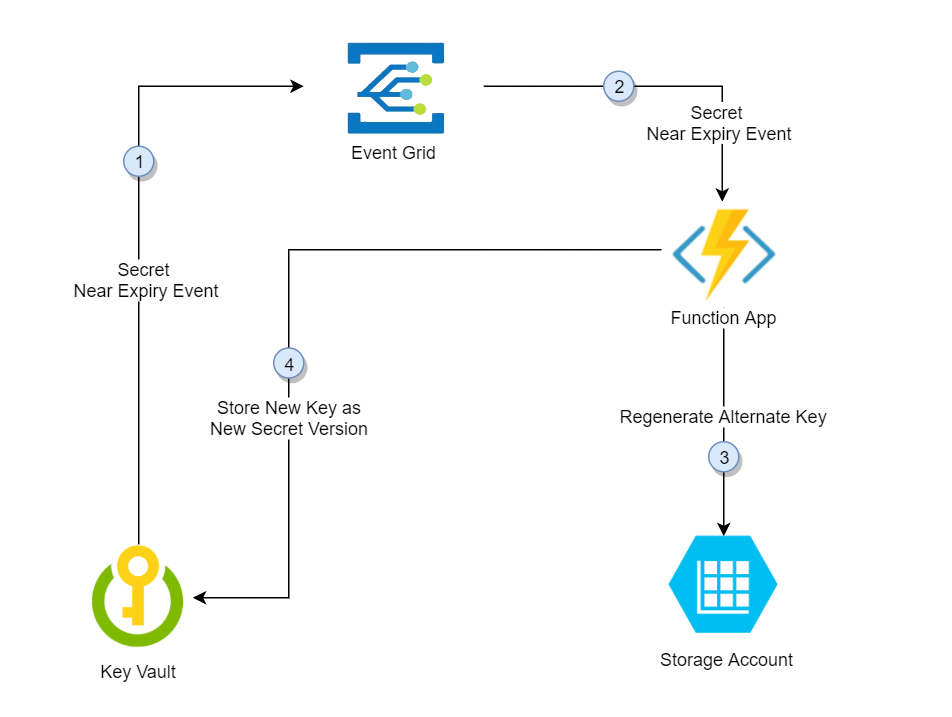 Event Grid
1
2
Secret
Near Expiry Event
Secret
Near Expiry Event
Function App
4
Store New Key as
New Secret Version
Regenerate Alternate Key
3
Key Vault
Storage Account